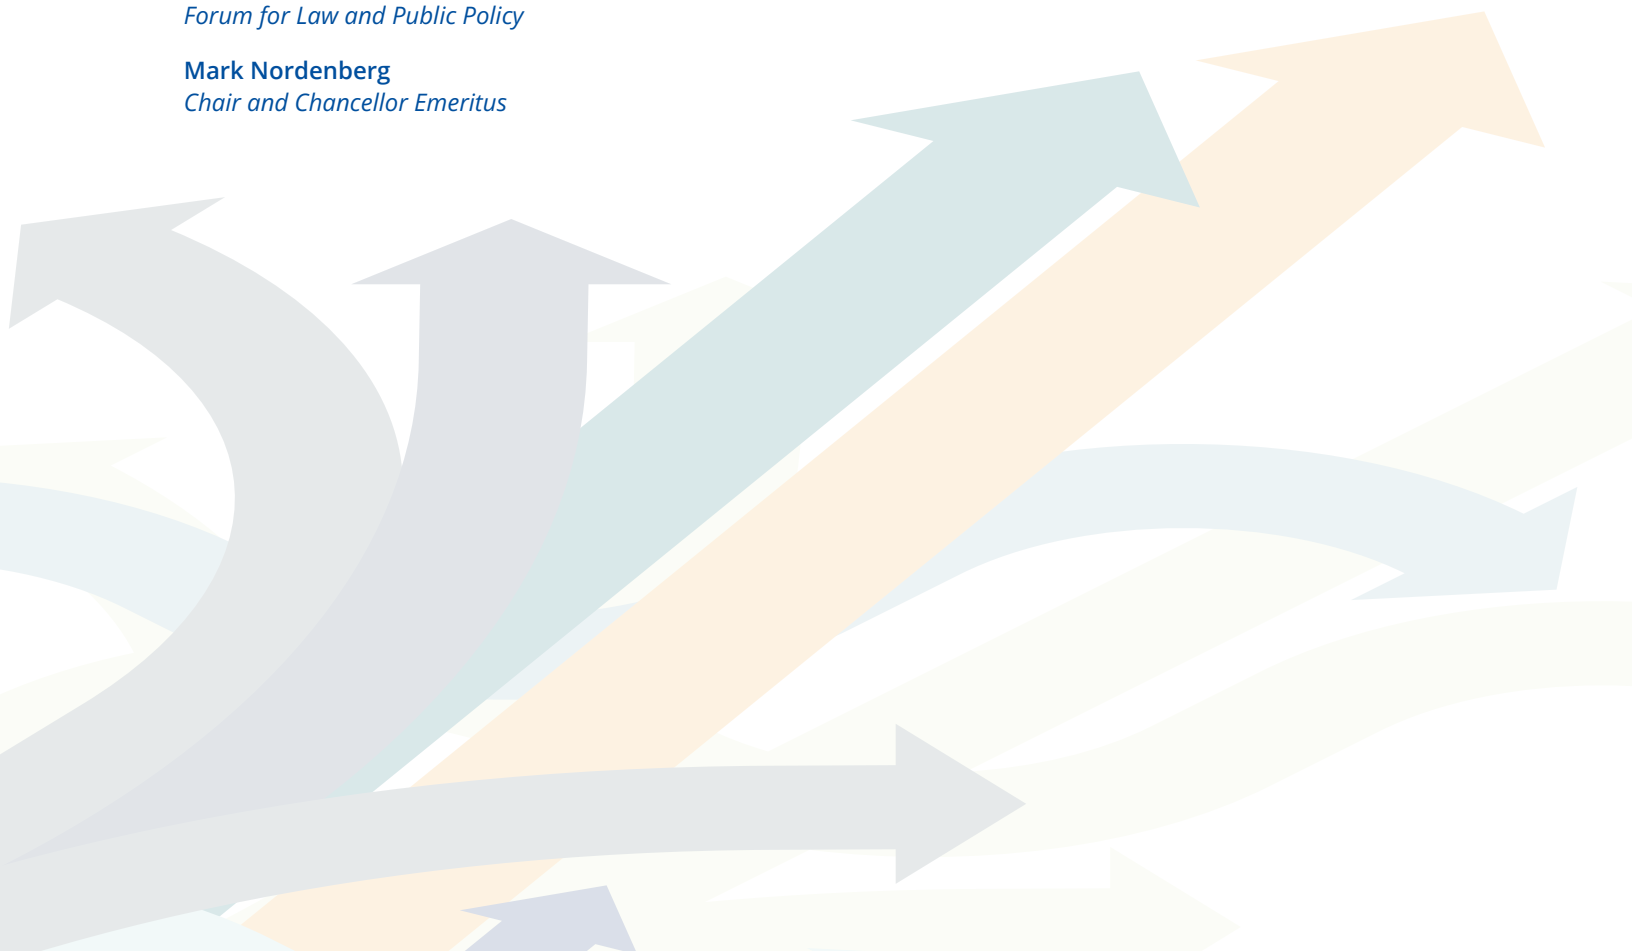 Forum for Law and Public Policy
Mark Nordenberg
Chair and Chancellor Emeritus